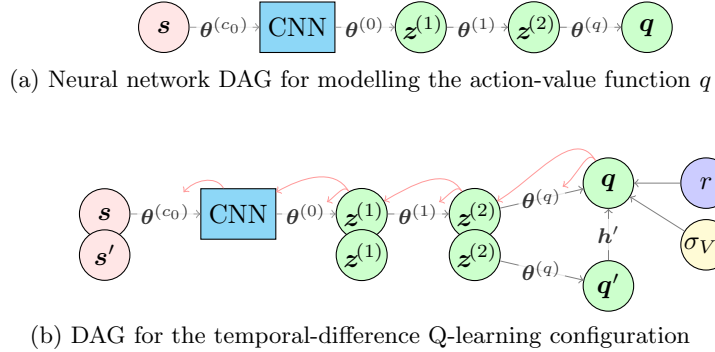 s θ^(c₀) CNN θ^(0) z^(1) θ^(1) z^(2) θ^(q) q
(a) Neural network DAG for modelling the action-value function q
q r
s θ^(c₀) CNN θ^(0) z^(1) θ^(1) z^(2) θ^(q)
s′ z^(1) z^(2) h′ σ_V
θ^(q) q′
(b) DAG for the temporal-difference Q-learning configuration